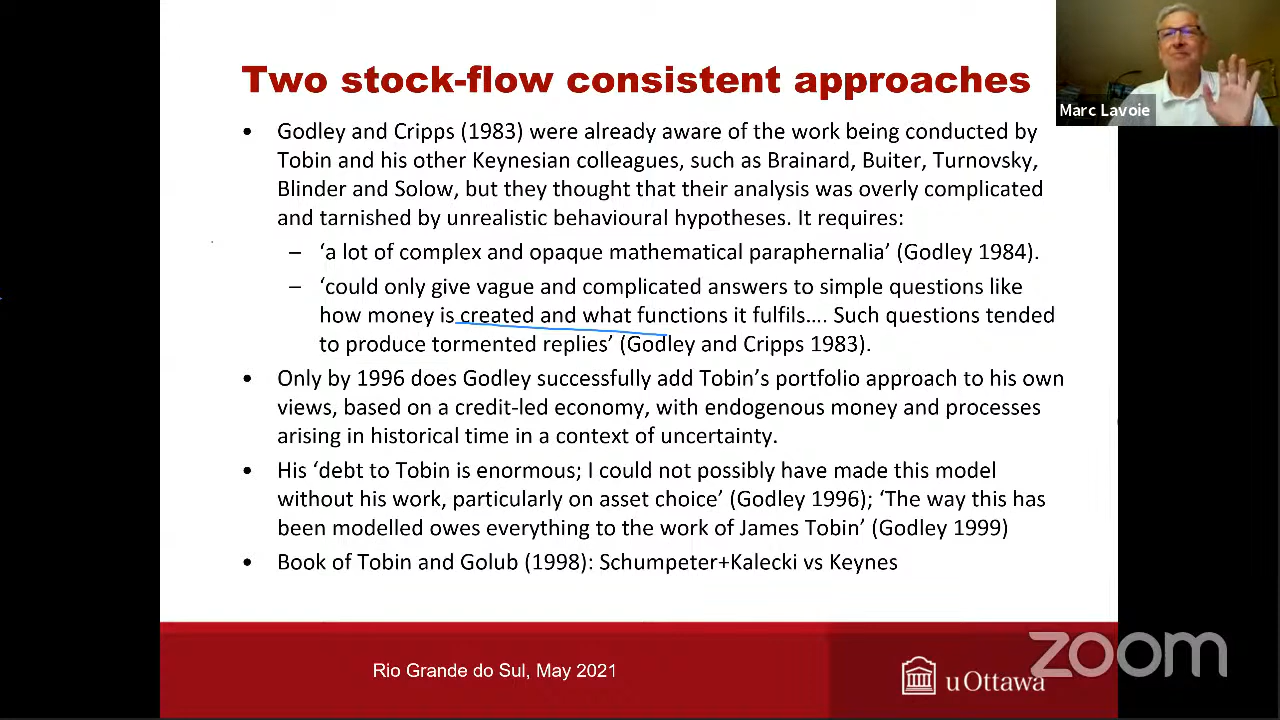 Two stock-flow consistent approaches
Marc Lavoie
• Godley and Cripps (1983) were already aware of the work being conducted by
Tobin and his other Keynesian colleagues, such as Brainard, Buiter, Turnovsky,
Blinder and Solow, but they thought that their analysis was overly complicated
and tarnished by unrealistic behavioural hypotheses. It requires:
– ‘a lot of complex and opaque mathematical paraphernalia’ (Godley 1984).
– ‘could only give vague and complicated answers to simple questions like
how money is created and what functions it fulfils…. Such questions tended
to produce tormented replies’ (Godley and Cripps 1983).
• Only by 1996 does Godley successfully add Tobin’s portfolio approach to his own
views, based on a credit-led economy, with endogenous money and processes
arising in historical time in a context of uncertainty.
• His ‘debt to Tobin is enormous; I could not possibly have made this model
without his work, particularly on asset choice’ (Godley 1996); ‘The way this has
been modelled owes everything to the work of James Tobin’ (Godley 1999)
• Book of Tobin and Golub (1998): Schumpeter+Kalecki vs Keynes
Rio Grande do Sul, May 2021
uOttawa
zoom